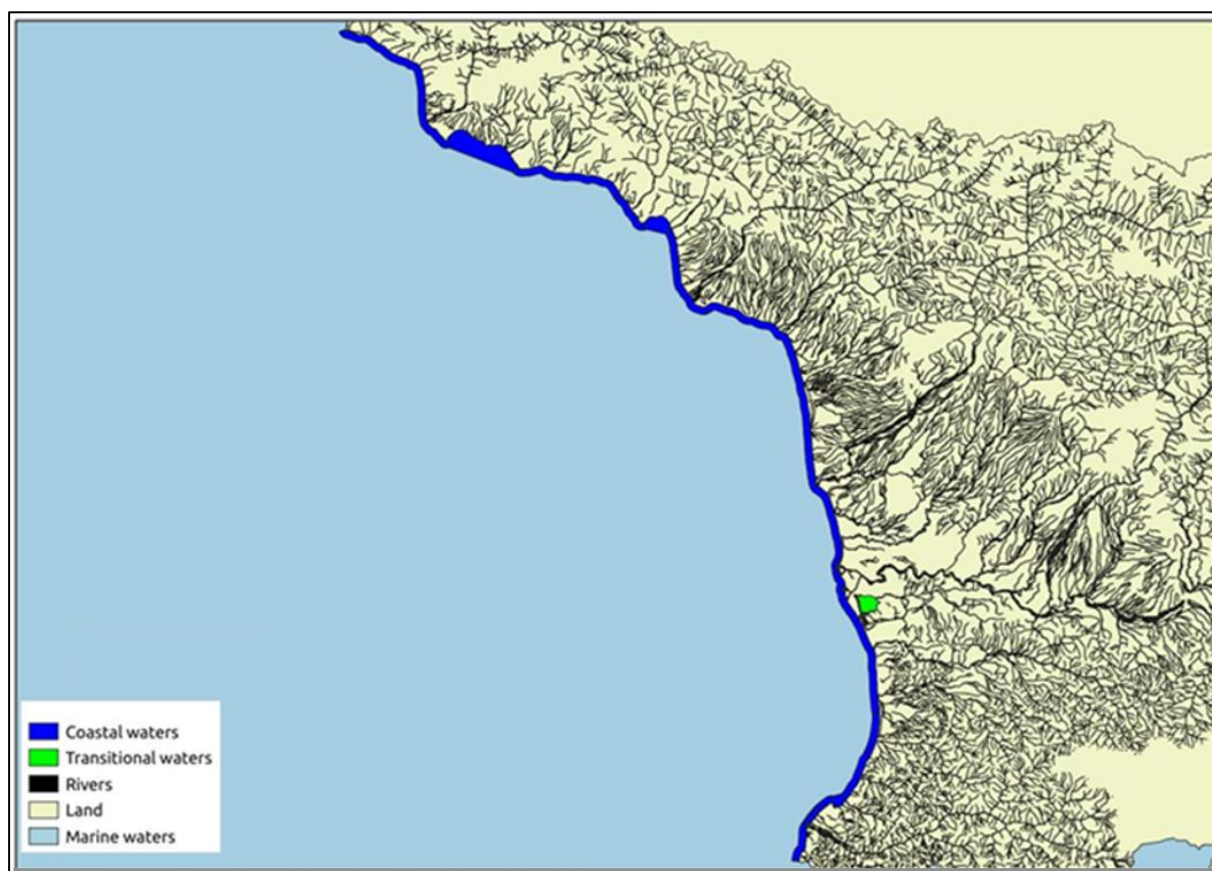 Coastal waters
Transitional waters
Rivers
Land
Marine waters